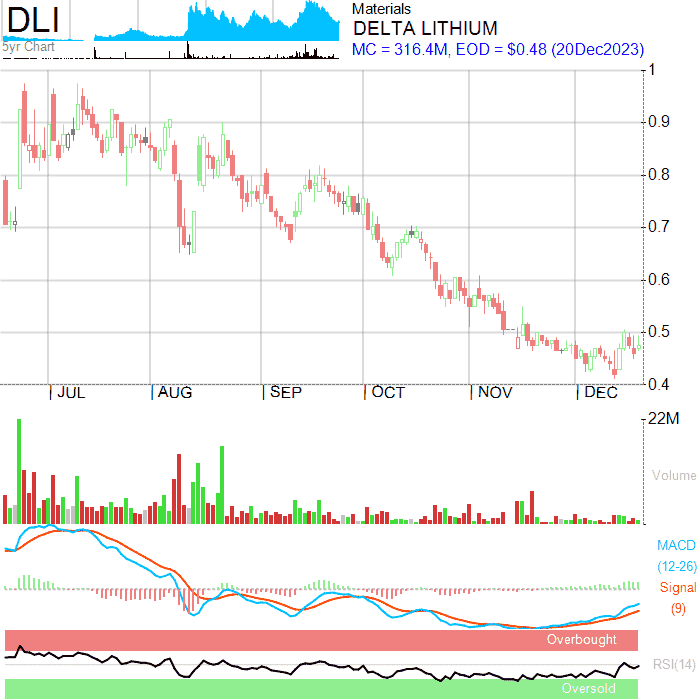 DLI
5yr Chart
Materials
DELTA LITHIUM
MC = 316.4M, EOD = $0.48 (20Dec2023)
1
0.9
0.8
0.7
0.6
0.5
0.4
JUL AUG SEP OCT NOV DEC
22M
Volume
MACD
(12-26)
Signal
(9)
Overbought
RSI(14)
Oversold